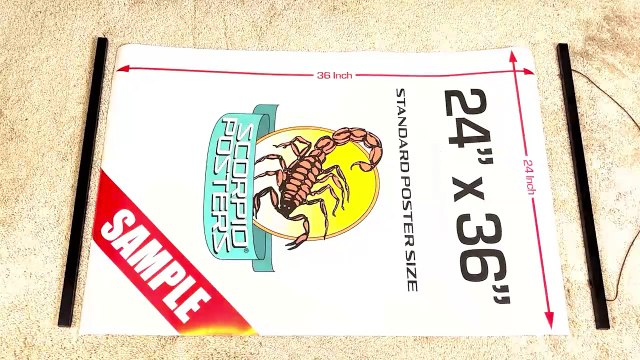 36 Inch
24" x 36"
STANDARD POSTER SIZE
24 Inch
SCORPIO
POSTERS
®
SAMPLE